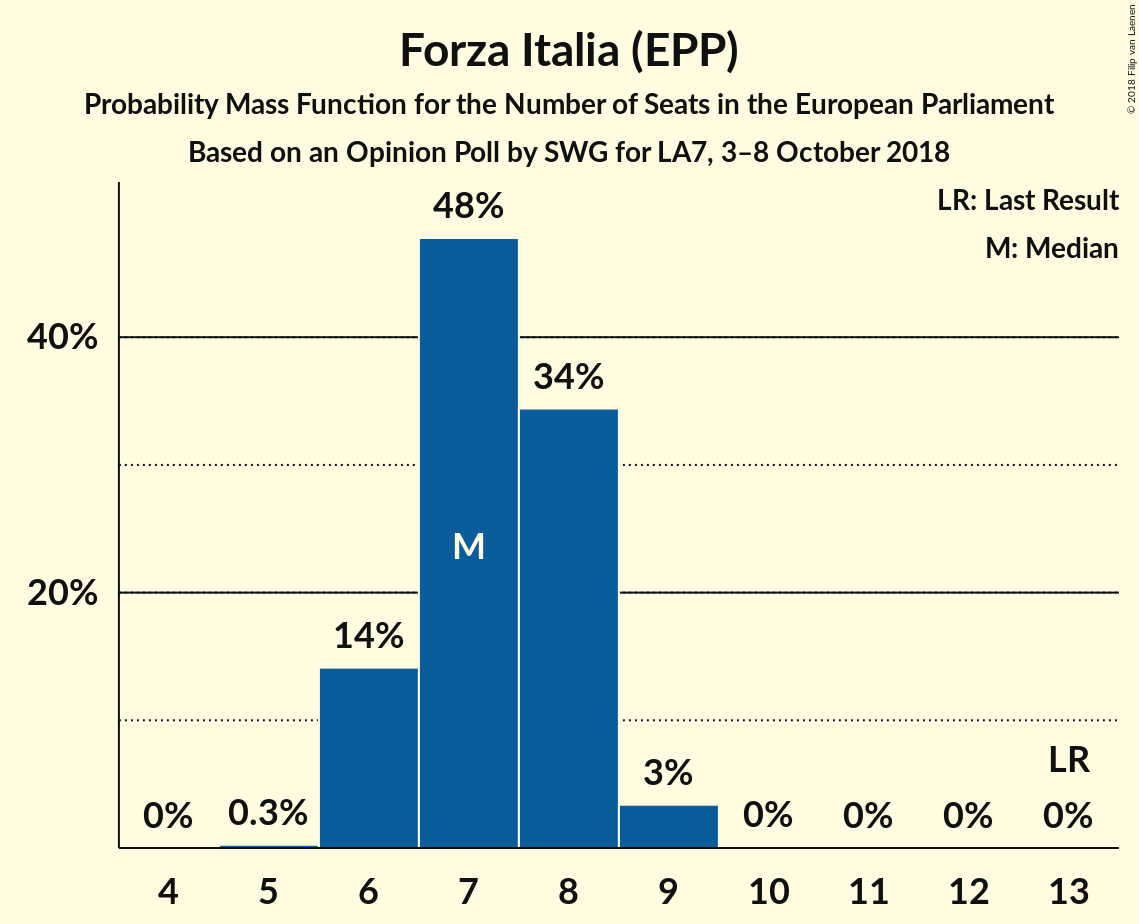 Forza Italia (EPP)
Probability Mass Function for the Number of Seats in the European Parliament
Based on an Opinion Poll by SWG for LA7, 3–8 October 2018
© 2018 Filip van Laenen
LR: Last Result
M: Median
48%
40%
34%
M
20%
14%
LR
3%
0% 0.3% 0% 0% 0% 0%
4 5 6 7 8 9 10 11 12 13